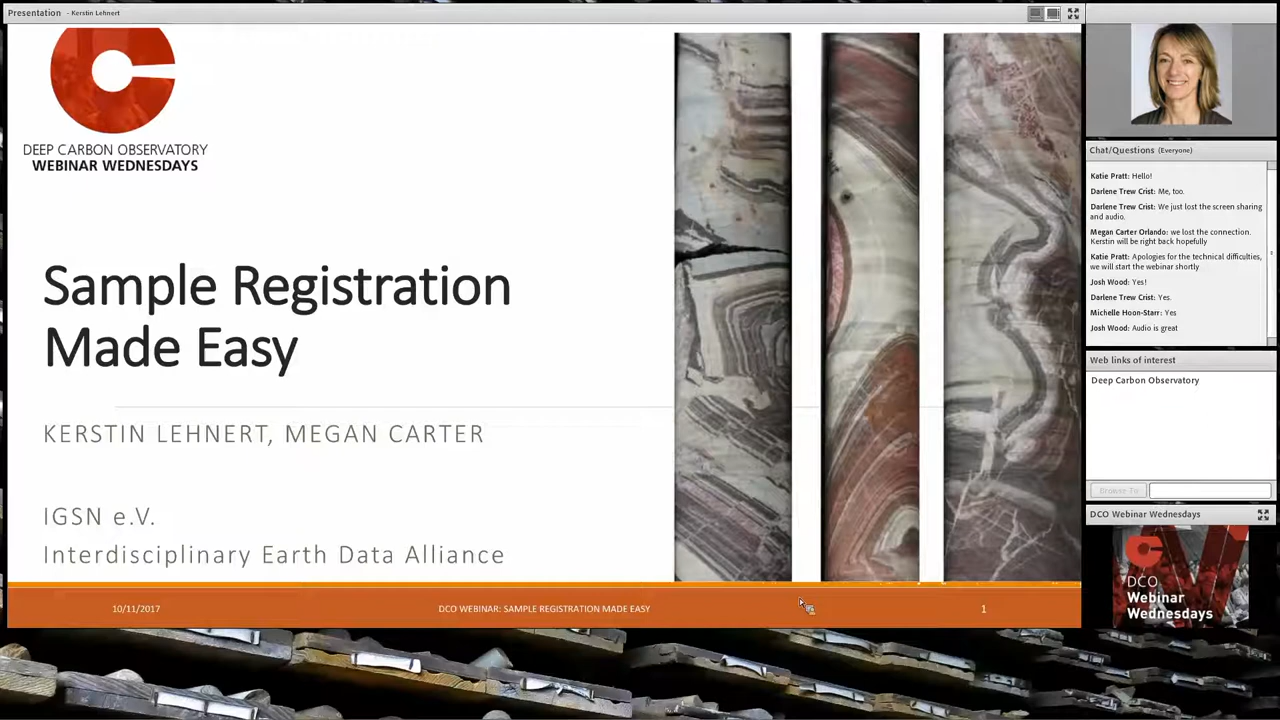 Presentation - Kerstin Lehnert
DEEP CARBON OBSERVATORY
WEBINAR WEDNESDAYS
Sample Registration
Made Easy
KERSTIN LEHNERT, MEGAN CARTER
IGSN e.V.
Interdisciplinary Earth Data Alliance
10/11/2017
DCO WEBINAR: SAMPLE REGISTRATION MADE EASY
1
Chat/Questions (Everyone)
Katie Pratt: Hello!
Darlene Trew Crist: Me, too.
Darlene Trew Crist: We just lost the screen sharing
and audio.
Megan Carter Orlando: we lost the connection.
Kerstin will be right back hopefully
Katie Pratt: Apologies for the technical difficulties,
we will start the webinar shortly
Josh Wood: Yes!
Darlene Trew Crist: Yes.
Michelle Hoon-Starr: Yes
Josh Wood: Audio is great
Web links of interest
Deep Carbon Observatory
Browse To
DCO Webinar Wednesdays
DCO
Webinar
Wednesdays